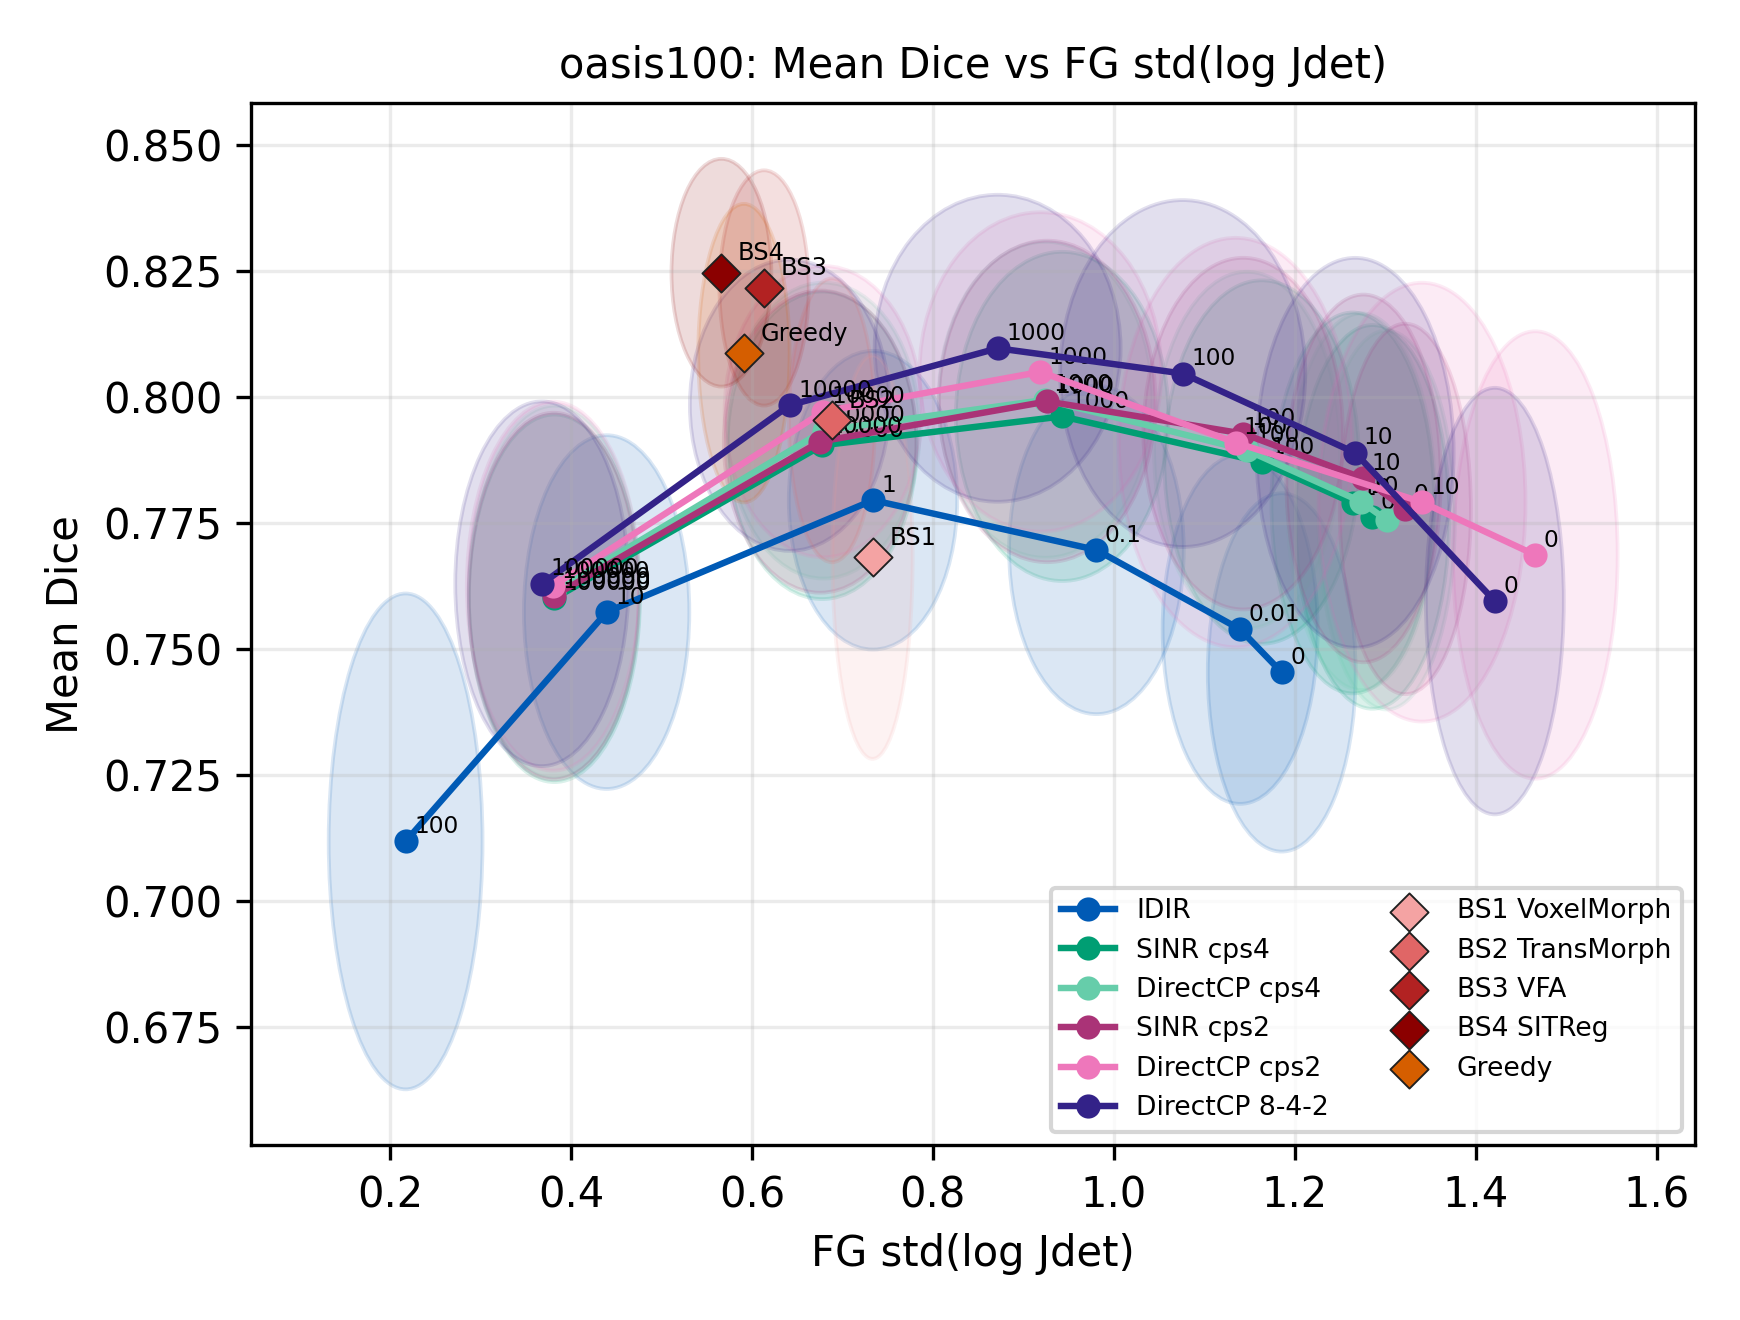 oasis100: Mean Dice vs FG std(log Jdet)
Mean Dice
0.850
0.825
0.800
0.775
0.750
0.725
0.700
0.675
BS4
BS3
Greedy
1000
1000
1000
100
10000
BS2
1000
100
10
10
10
0
1
BS1
0.1
0
0
10
0.01
0
100
IDIR
SINR cps4
DirectCP cps4
SINR cps2
DirectCP cps2
DirectCP 8-4-2
BS1 VoxelMorph
BS2 TransMorph
BS3 VFA
BS4 SITReg
Greedy
0.2 0.4 0.6 0.8 1.0 1.2 1.4 1.6
FG std(log Jdet)